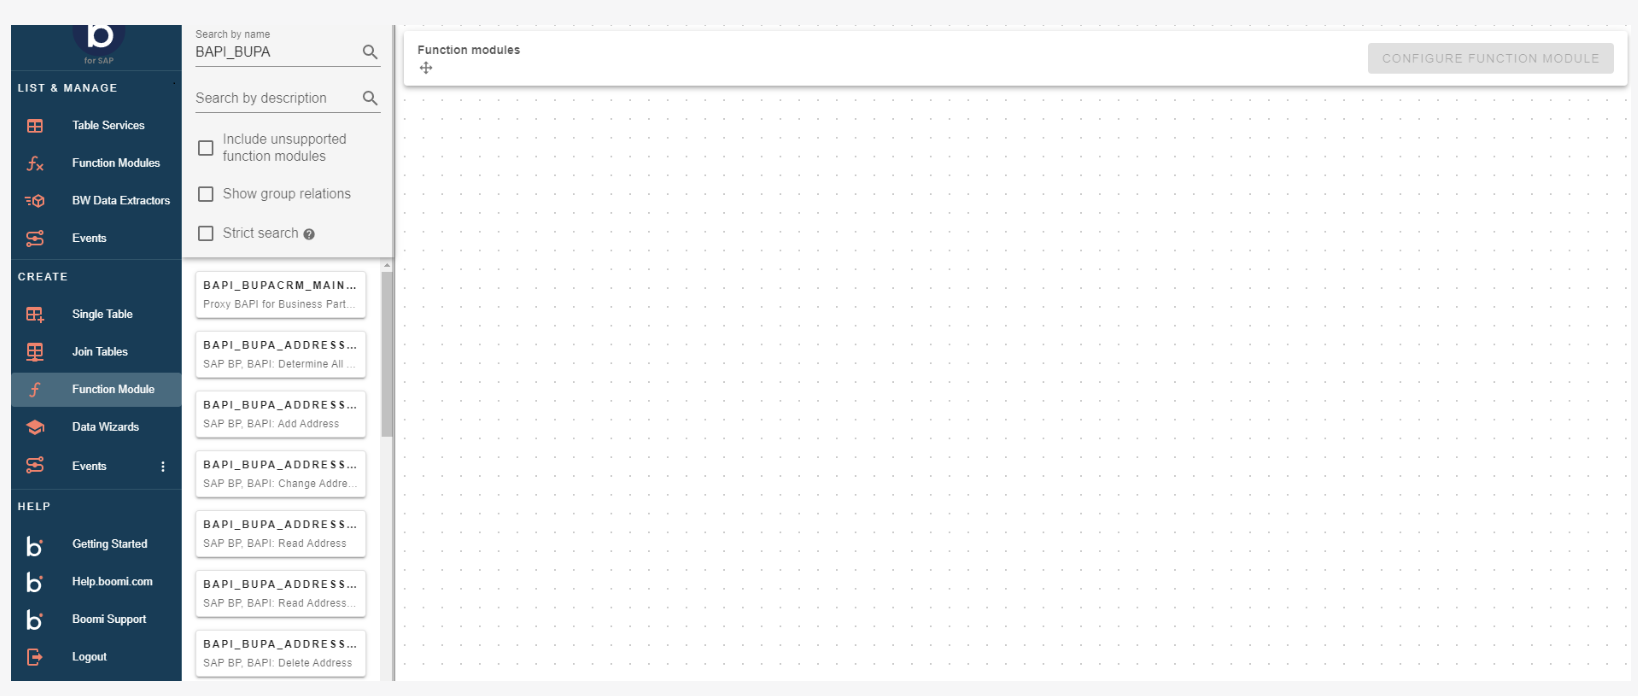 b
for SAP
LIST & MANAGE
Table Services
Function Modules
BW Data Extractors
Events
CREATE
Single Table
Join Tables
Function Module
Data Wizards
Events
HELP
Getting Started
Help.boomi.com
Boomi Support
Logout
Search by name
BAPI_BUPA
Search by description
Include unsupported
function modules
Show group relations
Strict search
BAPI_BUPACRM_MAIN...
Proxy BAPI for Business Part...
BAPI_BUPA_ADDRESS...
SAP BP, BAPI: Determine All ...
BAPI_BUPA_ADDRESS...
SAP BP, BAPI: Add Address
BAPI_BUPA_ADDRESS...
SAP BP, BAPI: Change Addre...
BAPI_BUPA_ADDRESS...
SAP BP, BAPI: Read Address
BAPI_BUPA_ADDRESS...
SAP BP, BAPI: Read Address...
BAPI_BUPA_ADDRESS...
SAP BP, BAPI: Delete Address
Function modules
CONFIGURE FUNCTION MODULE